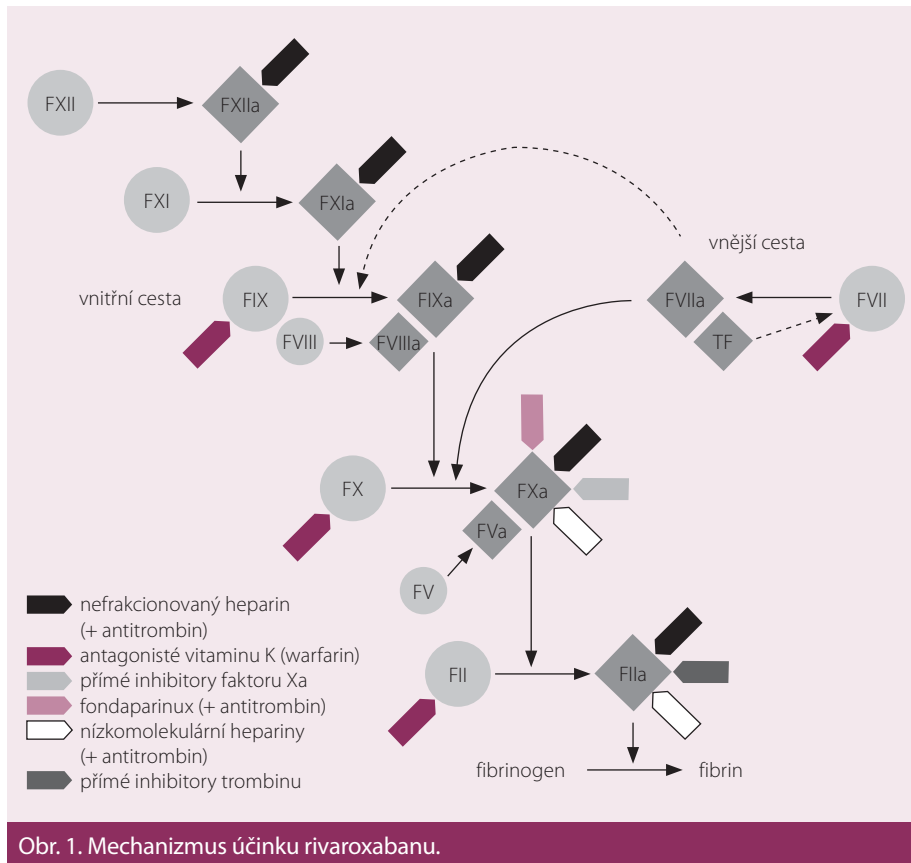 FXII
FXIIa
FXI
FXIa
vnější cesta
vnitřní cesta
FIX
FIXa
FVIIa
FVII
FVIII
FVIIIa
TF
FX
FXa
FVa
FV
nefrakcionovaný heparin
(+ antitrombin)
antagonisté vitaminu K (warfarin)
přímé inhibitory faktoru Xa
fondaparinux (+ antitrombin)
nízkomolekulární hepariny
(+ antitrombin)
přímé inhibitory trombinu
FII
FIIa
fibrinogen
fibrin
Obr. 1. Mechanizmus účinku rivaroxabanu.